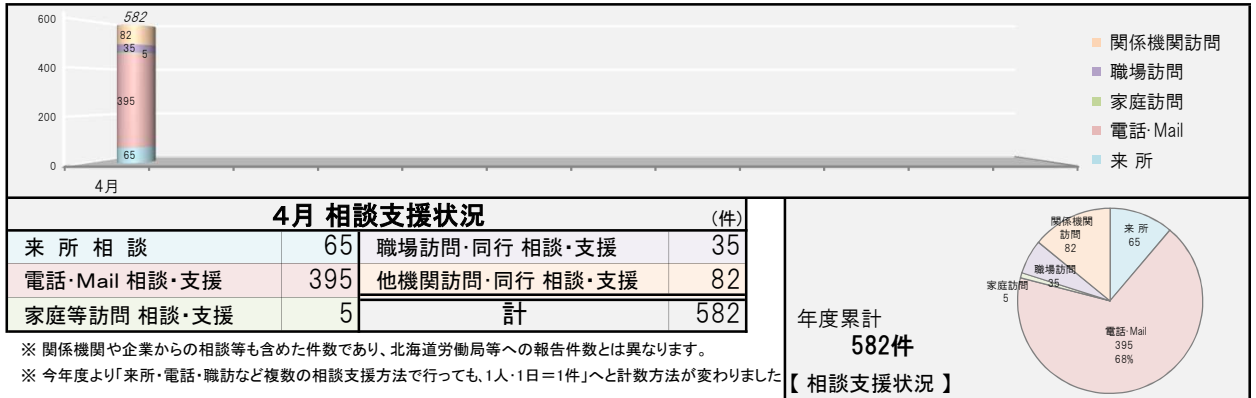 600
400
200
0
582
82
35
5
395
65
4月
関係機関訪問
職場訪問
家庭訪問
電話・Mail
来 所
4月 相談支援状況 (件)
来 所 相 談 65 職場訪問・同行 相談・支援 35
電話・Mail 相談・支援 395 他機関訪問・同行 相談・支援 82
家庭等訪問 相談・支援 5 計 582
※ 関係機関や企業からの相談等も含めた件数であり、北海道労働局等への報告件数とは異なります。
※ 今年度より「来所・電話・職訪など複数の相談支援方法で行っても、1人・1日＝1件」へと計数方法が変わりました
年度累計
582件
【 相談支援状況 】
関係機関
訪問
82
来 所
65
職場訪問
35
家庭訪問
5
電話・Mail
395
68%